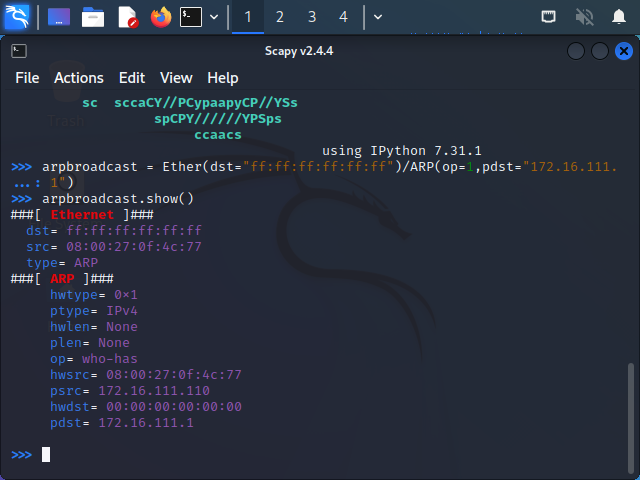 1 2 3 4
Scapy v2.4.4
File Actions Edit View Help
sc sccaCY//PCypaapyCP//YSs
spCPY//////YPSps
ccaacs
using IPython 7.31.1
>>> arpbroadcast = Ether(dst="ff:ff:ff:ff:ff:ff")/ARP(op=1,pdst="172.16.111.
...: 1")
>>> arpbroadcast.show()
###[ Ethernet ]###
dst= ff:ff:ff:ff:ff:ff
src= 08:00:27:0f:4c:77
type= ARP
###[ ARP ]###
hwtype= 0×1
ptype= IPv4
hwlen= None
plen= None
op= who-has
hwsrc= 08:00:27:0f:4c:77
psrc= 172.16.111.110
hwdst= 00:00:00:00:00:00
pdst= 172.16.111.1
>>>